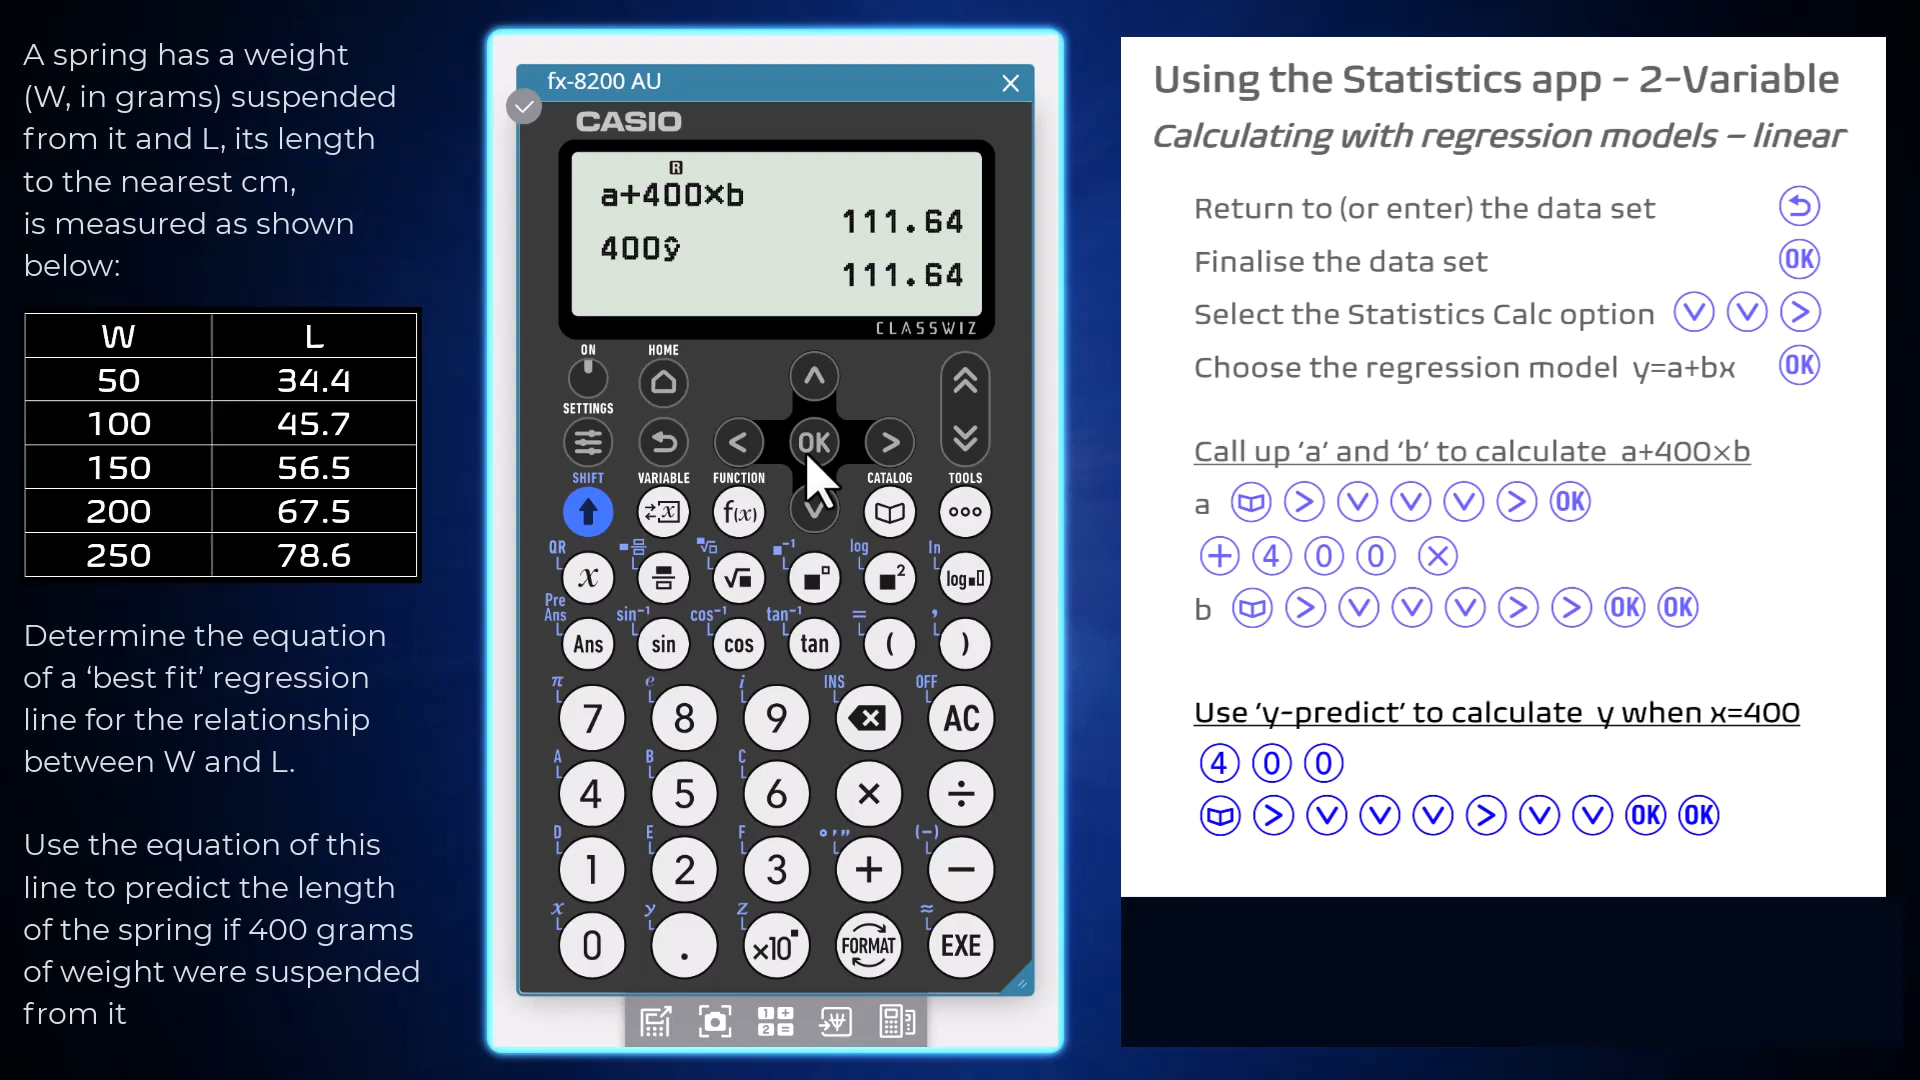 A spring has a weight
(W, in grams) suspended
from it and L, its length
to the nearest cm,
is measured as shown
below:
W L
50 34.4
100 45.7
150 56.5
200 67.5
250 78.6
Determine the equation
of a ‘best fit’ regression
line for the relationship
between W and L.
Use the equation of this
line to predict the length
of the spring if 400 grams
of weight were suspended
from it
fx-8200 AU
CASIO
R
a+400×b
111.64
400ŷ
111.64
CLASSWIZ
ON HOME
SETTINGS
< OK >
SHIFT VARIABLE FUNCTION CATALOG TOOLS
x f(x)
QR √ -1 log ln
x √ 2 log
Pre
Ans sin⁻¹ cos⁻¹ tan⁻¹ = ,
Ans sin cos tan ( )
π e i INS OFF
7 8 9 AC
A B C
4 5 6 × ÷
D E F ° ′ ″ (−)
1 2 3 + −
x y z ≈
0 . ×10 FORMAT EXE
Using the Statistics app - 2-Variable
Calculating with regression models – linear
Return to (or enter) the data set
Finalise the data set OK
Select the Statistics Calc option >
Choose the regression model y=a+bx OK
Call up ‘a’ and ‘b’ to calculate a+400×b
a > > OK
+ 4 0 0 ×
b > > > OK OK
Use ‘y-predict’ to calculate y when x=400
4 0 0
> > OK OK